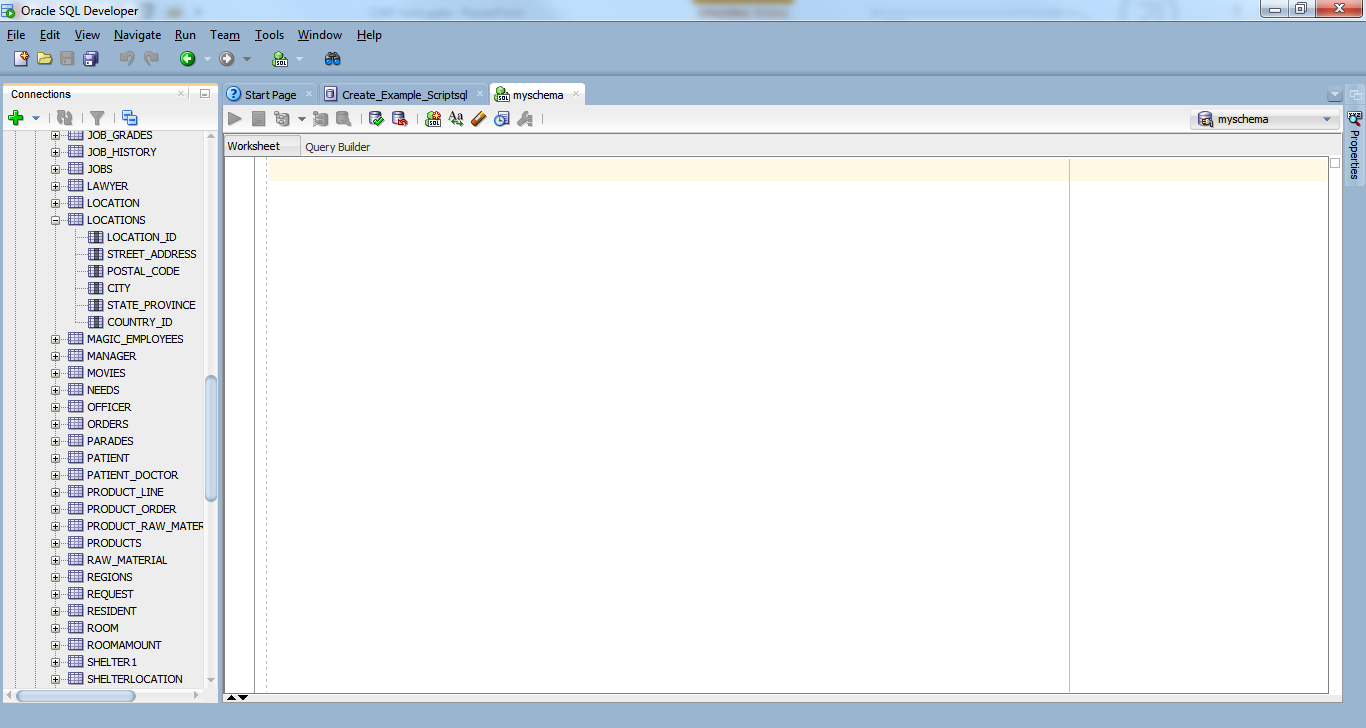 Oracle SQL Developer
File Edit View Navigate Run Team Tools Window Help
Connections
Start Page
Create_Example_Scriptsql
myschema
myschema
Worksheet
Query Builder
JOB_GRADES
JOB_HISTORY
JOBS
LAWYER
LOCATION
LOCATIONS
LOCATION_ID
STREET_ADDRESS
POSTAL_CODE
CITY
STATE_PROVINCE
COUNTRY_ID
MAGIC_EMPLOYEES
MANAGER
MOVIES
NEEDS
OFFICER
ORDERS
PARADES
PATIENT
PATIENT_DOCTOR
PRODUCT_LINE
PRODUCT_ORDER
PRODUCT_RAW_MATER
PRODUCTS
RAW_MATERIAL
REGIONS
REQUEST
RESIDENT
ROOM
ROOMAMOUNT
SHELTER1
SHELTERLOCATION
Properties